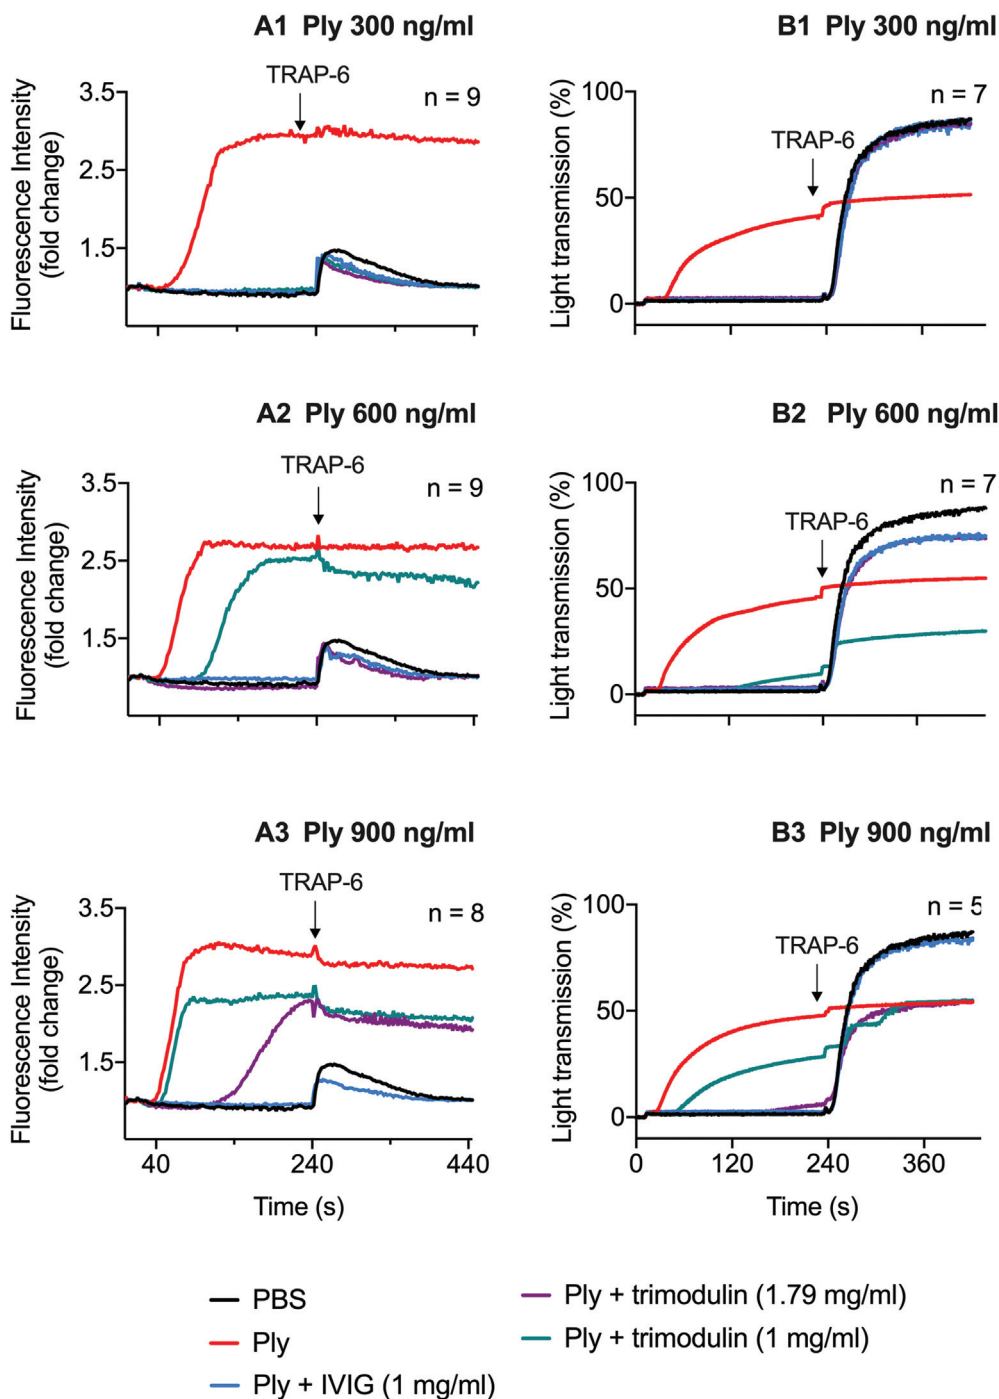 A1 Ply 300 ng/ml
B1 Ply 300 ng/ml
Fluorescence Intensity
(fold change)
3.5
2.5
1.5
TRAP-6
n = 9
Light transmission (%)
100
50
0
TRAP-6
n = 7
A2 Ply 600 ng/ml
B2 Ply 600 ng/ml
Fluorescence Intensity
(fold change)
3.5
2.5
1.5
TRAP-6
n = 9
Light transmission (%)
100
50
0
TRAP-6
n = 7
A3 Ply 900 ng/ml
B3 Ply 900 ng/ml
Fluorescence Intensity
(fold change)
3.5
2.5
1.5
TRAP-6
n = 8
40 240 440
Time (s)
Light transmission (%)
100
50
0
TRAP-6
n = 5
0 120 240 360
Time (s)
PBS
Ply
Ply + IVIG (1 mg/ml)
Ply + trimodulin (1.79 mg/ml)
Ply + trimodulin (1 mg/ml)